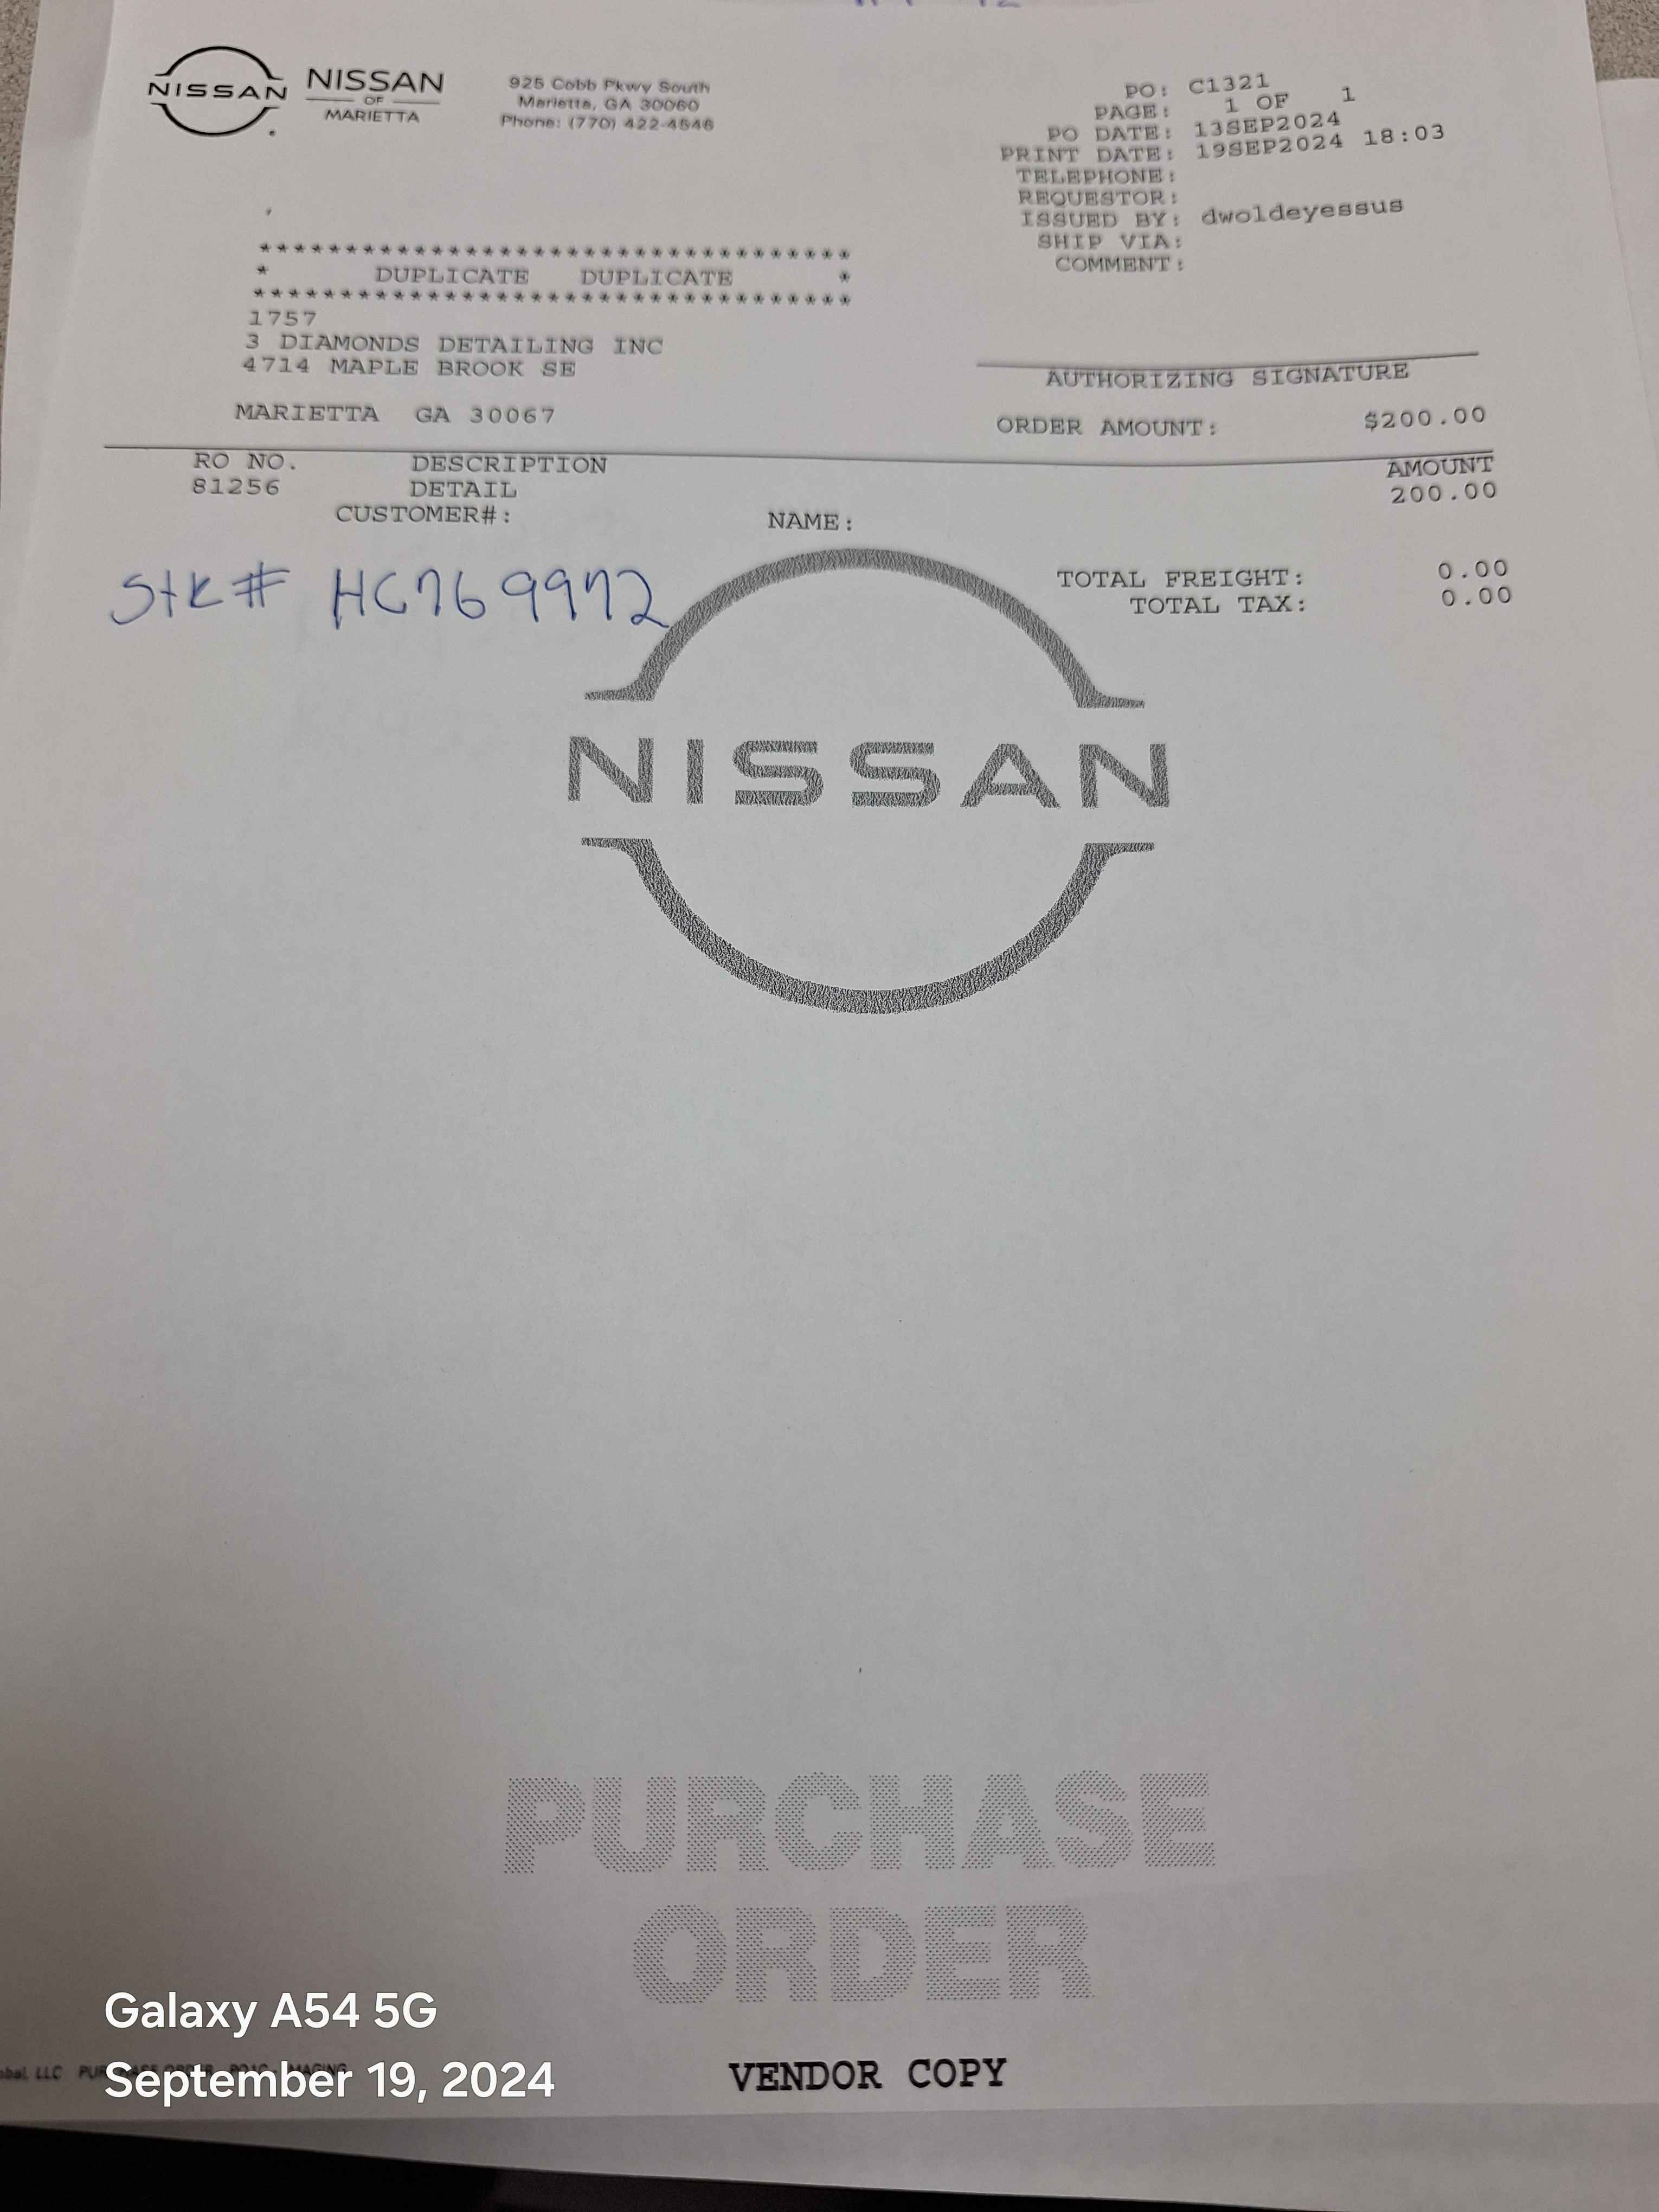 NISSAN
NISSAN
OF
MARIETTA
925 Cobb Pkwy South
Marietta, GA 30060
Phone: (770) 422-4546
PO: C1321
PAGE: 1 OF 1
PO DATE: 13SEP2024
PRINT DATE: 19SEP2024 18:03
TELEPHONE:
REQUESTOR:
ISSUED BY: dwoldeyessus
SHIP VIA:
COMMENT:
***********************************
* DUPLICATE DUPLICATE *
***********************************
1757
3 DIAMONDS DETAILING INC
4714 MAPLE BROOK SE
MARIETTA GA 30067
AUTHORIZING SIGNATURE
ORDER AMOUNT: $200.00
RO NO. DESCRIPTION AMOUNT
81256 DETAIL 200.00
CUSTOMER#: NAME:
Stk# HC769972
TOTAL FREIGHT: 0.00
TOTAL TAX: 0.00
NISSAN
PURCHASE
ORDER
Galaxy A54 5G
September 19, 2024
LLC
VENDOR COPY